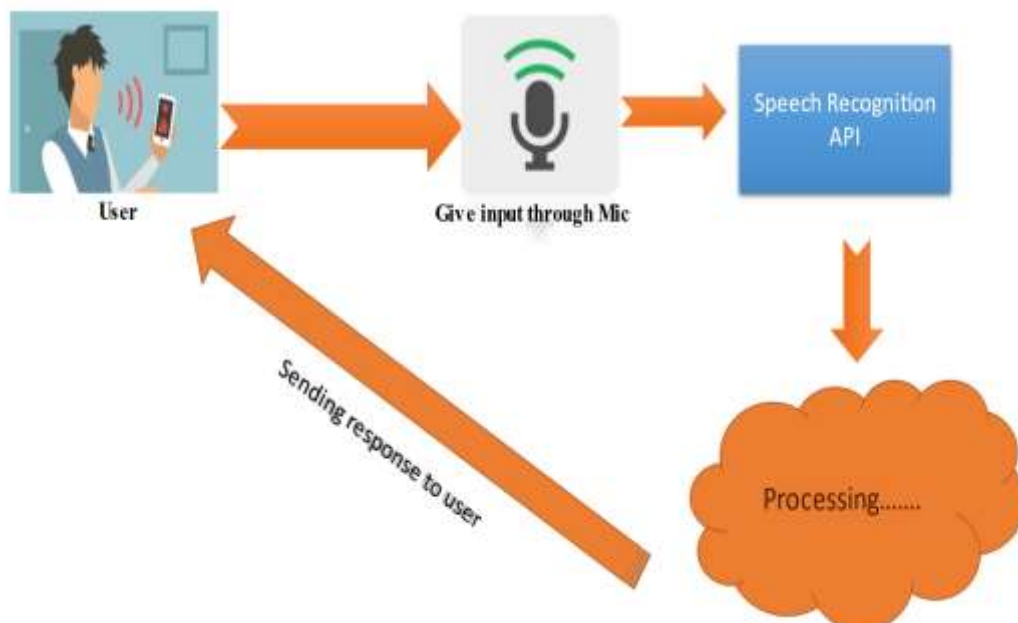 Speech Recognition
API
User
Give input through Mic
Sending response to user
Processing.......